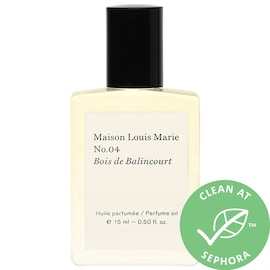 Maison Louis Marie
No.04
Bois de Balincourt
Huile parfumée / Perfume oil
℮ 15 ml – 0.50 fl. oz.
CLEAN AT
TM
SEPHORA